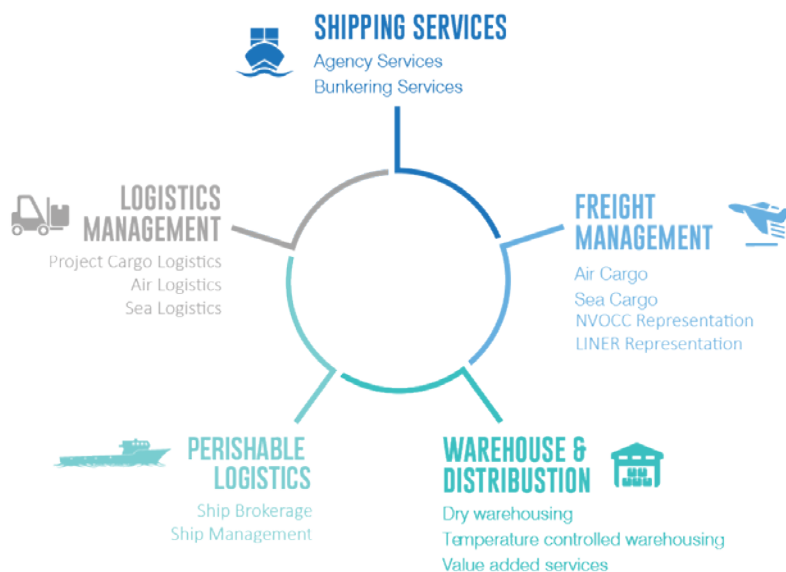 SHIPPING SERVICES
Agency Services
Bunkering Services
LOGISTICS
MANAGEMENT
Project Cargo Logistics
Air Logistics
Sea Logistics
FREIGHT
MANAGEMENT
Air Cargo
Sea Cargo
NVOCC Representation
LINER Representation
PERISHABLE
LOGISTICS
Ship Brokerage
Ship Management
WAREHOUSE &
DISTRIBUSTION
Dry warehousing
Temperature controlled warehousing
Value added services